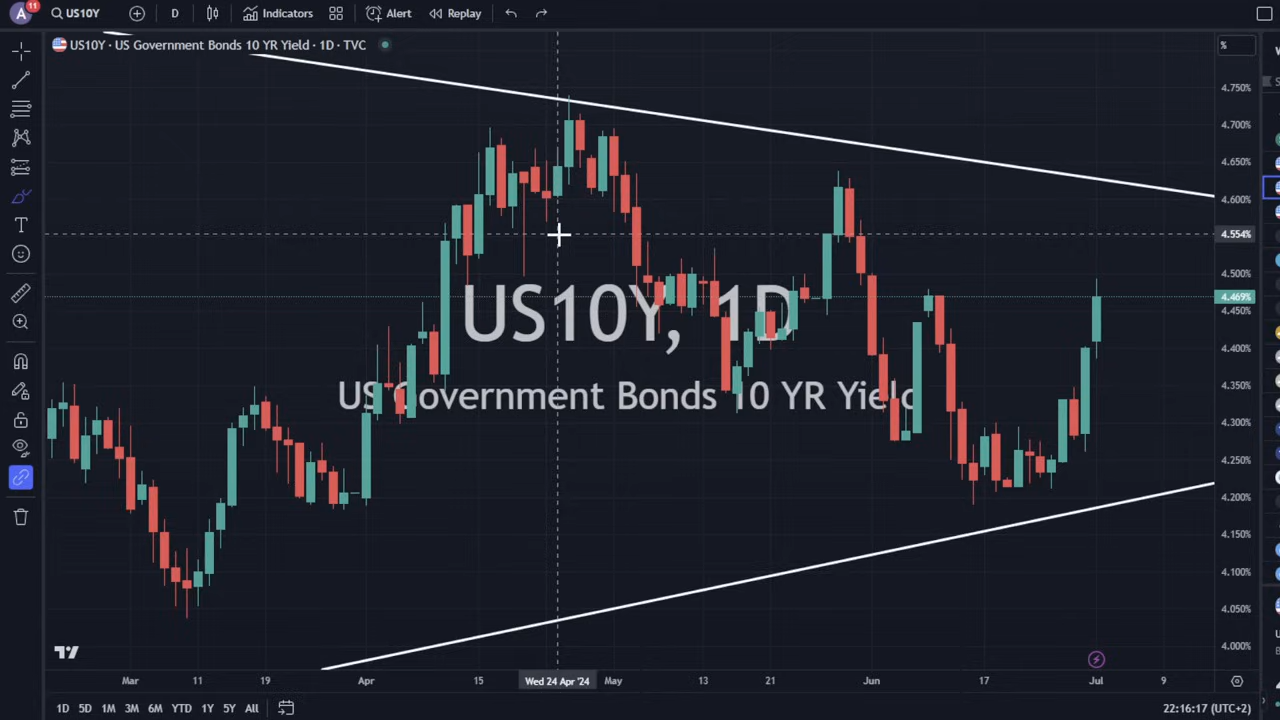 A 11 US10Y D Indicators Alert Replay
US10Y · US Government Bonds 10 YR Yield · 1D · TVC
%
4.750%
4.700%
4.650%
4.600%
4.554%
4.500%
4.469%
4.450%
4.400%
4.350%
4.300%
4.250%
4.200%
4.150%
4.100%
4.050%
4.000%
US10Y, 1D
US Government Bonds 10 YR Yield
Mar 11 19 Apr 15 Wed 24 Apr '24 May 13 21 Jun 17 Jul 9
1D 5D 1M 3M 6M YTD 1Y 5Y All
22:16:17 (UTC+2)